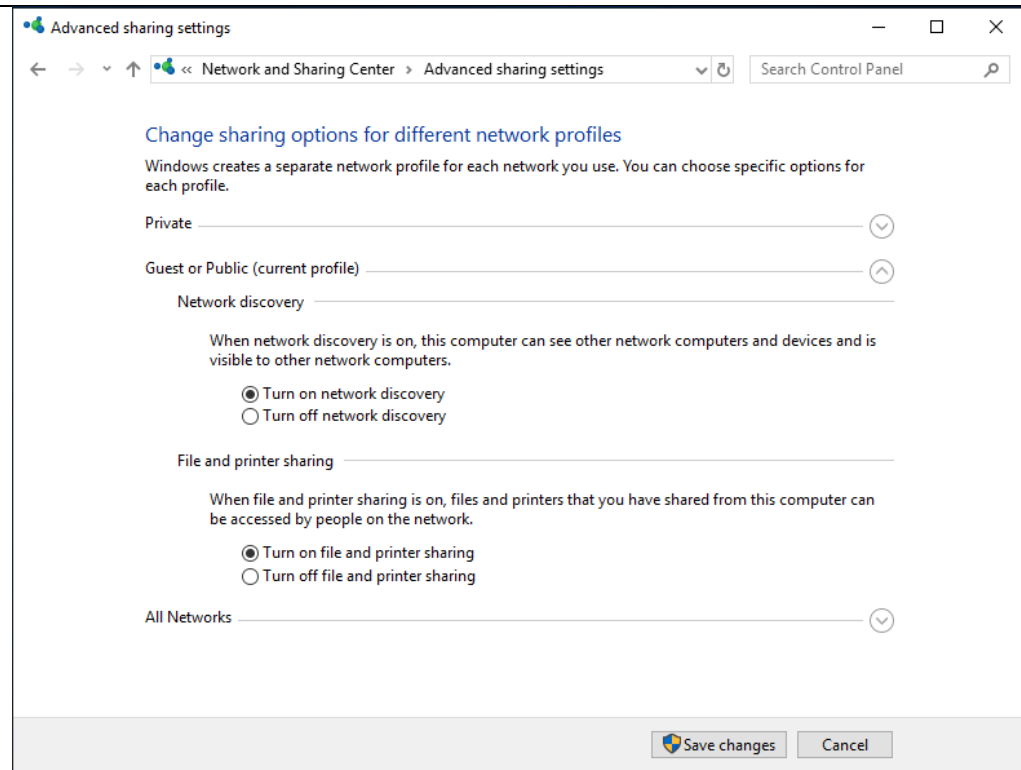 Advanced sharing settings
« Network and Sharing Center > Advanced sharing settings
Search Control Panel
Change sharing options for different network profiles
Windows creates a separate network profile for each network you use. You can choose specific options for
each profile.
Private
Guest or Public (current profile)
Network discovery
When network discovery is on, this computer can see other network computers and devices and is
visible to other network computers.
Turn on network discovery
Turn off network discovery
File and printer sharing
When file and printer sharing is on, files and printers that you have shared from this computer can
be accessed by people on the network.
Turn on file and printer sharing
Turn off file and printer sharing
All Networks
Save changes
Cancel